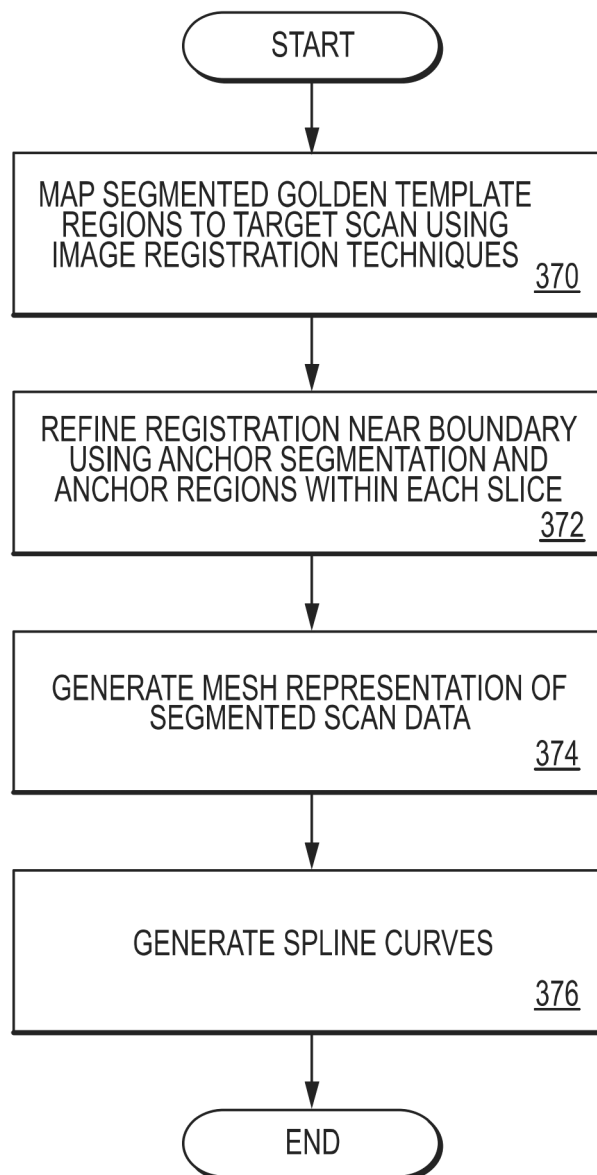 START
MAP SEGMENTED GOLDEN TEMPLATE
REGIONS TO TARGET SCAN USING
IMAGE REGISTRATION TECHNIQUES
370
REFINE REGISTRATION NEAR BOUNDARY
USING ANCHOR SEGMENTATION AND
ANCHOR REGIONS WITHIN EACH SLICE
372
GENERATE MESH REPRESENTATION OF
SEGMENTED SCAN DATA
374
GENERATE SPLINE CURVES
376
END